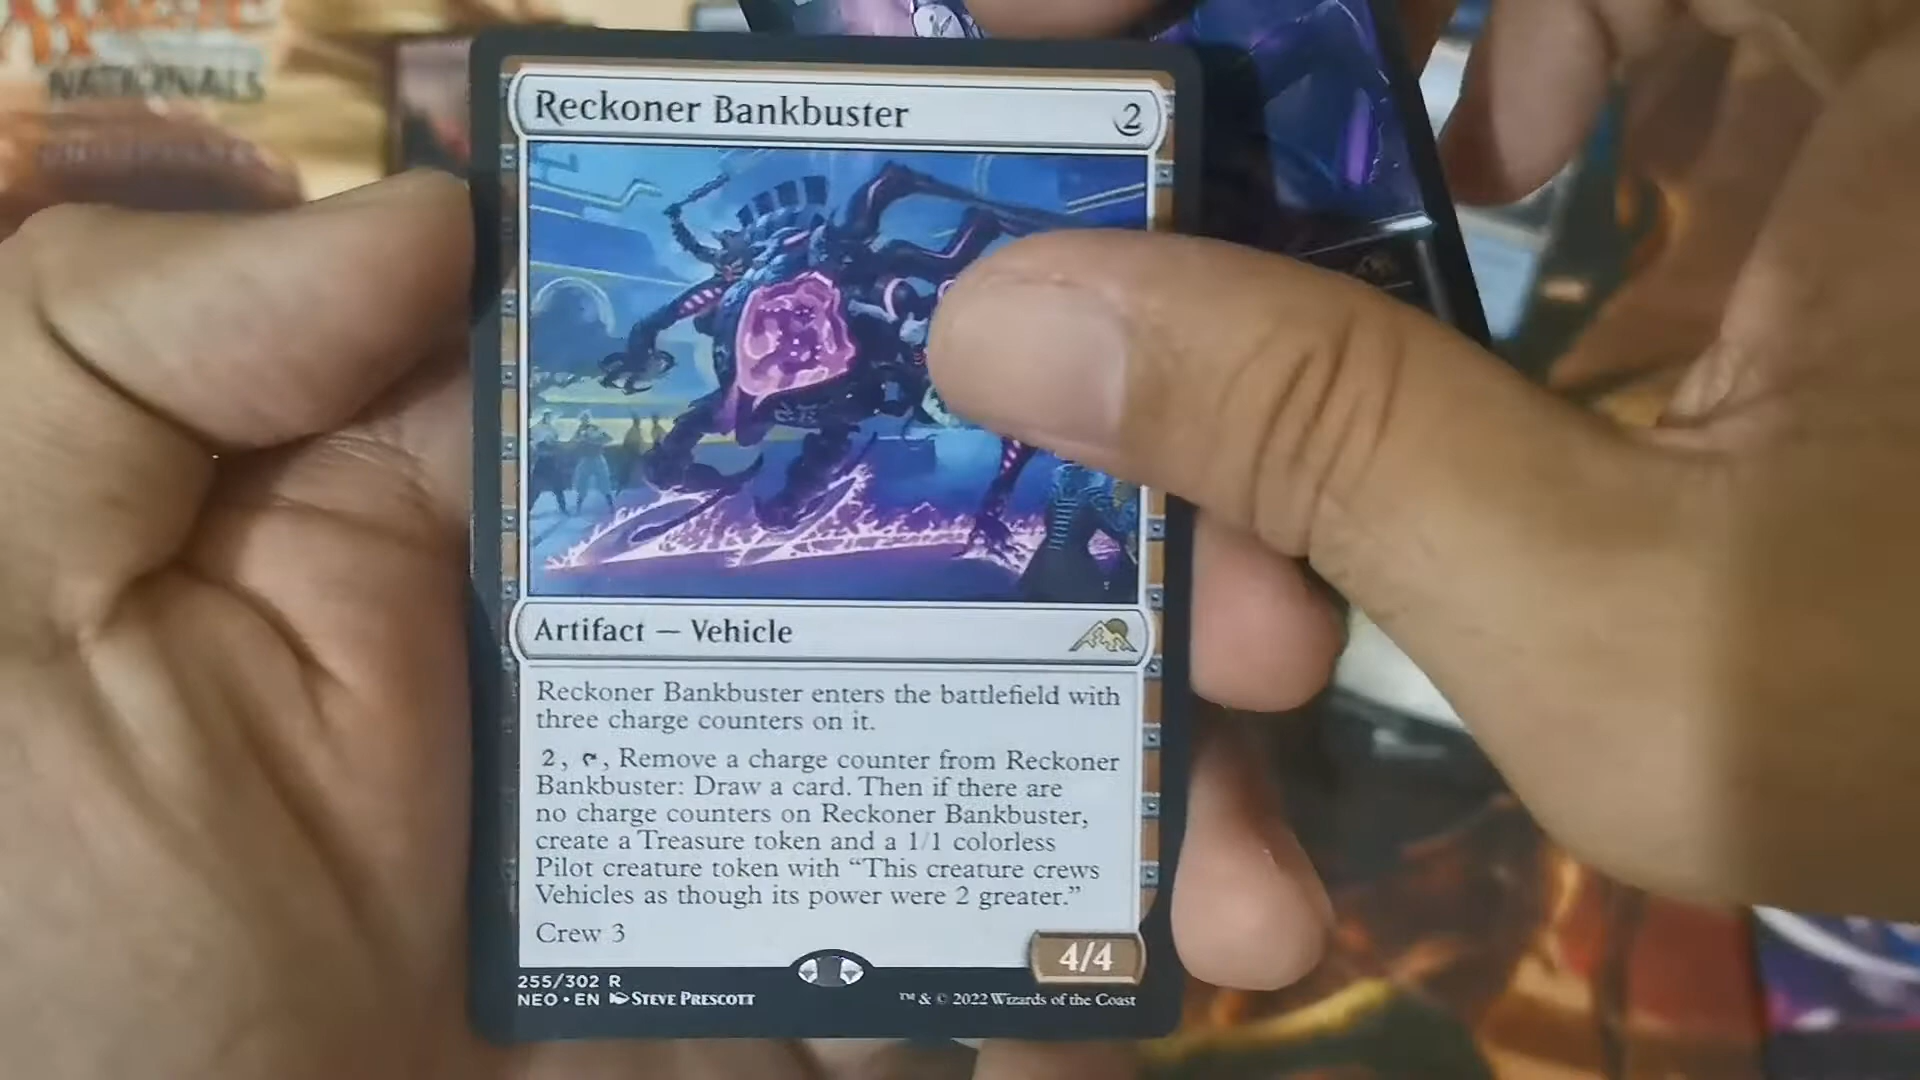 MAGIC
NATIONALS
Reckoner Bankbuster 2
Artifact — Vehicle
Reckoner Bankbuster enters the battlefield with
three charge counters on it.
2, , Remove a charge counter from Reckoner
Bankbuster: Draw a card. Then if there are
no charge counters on Reckoner Bankbuster,
create a Treasure token and a 1/1 colorless
Pilot creature token with “This creature crews
Vehicles as though its power were 2 greater.”
Crew 3
4/4
255/302 R
NEO • EN STEVE PRESCOTT
™ & © 2022 Wizards of the Coast